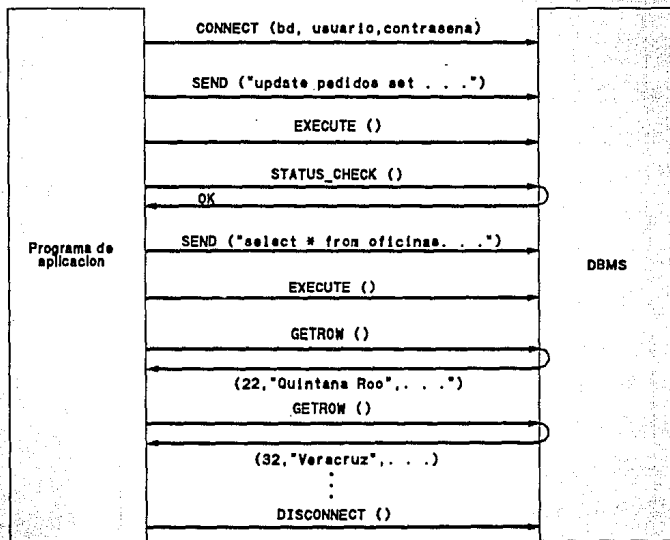 CONNECT (bd, usuario,contrasena)
SEND ("update pedidos set . . .")
EXECUTE ()
STATUS_CHECK ()
OK
Programa de
aplicacion
SEND ("select * from oficinas. . .")
DBMS
EXECUTE ()
GETROW ()
(22,"Quintana Roo",. . .")
GETROW ()
(32,"Veracruz",. . .)
.
.
.
DISCONNECT ()